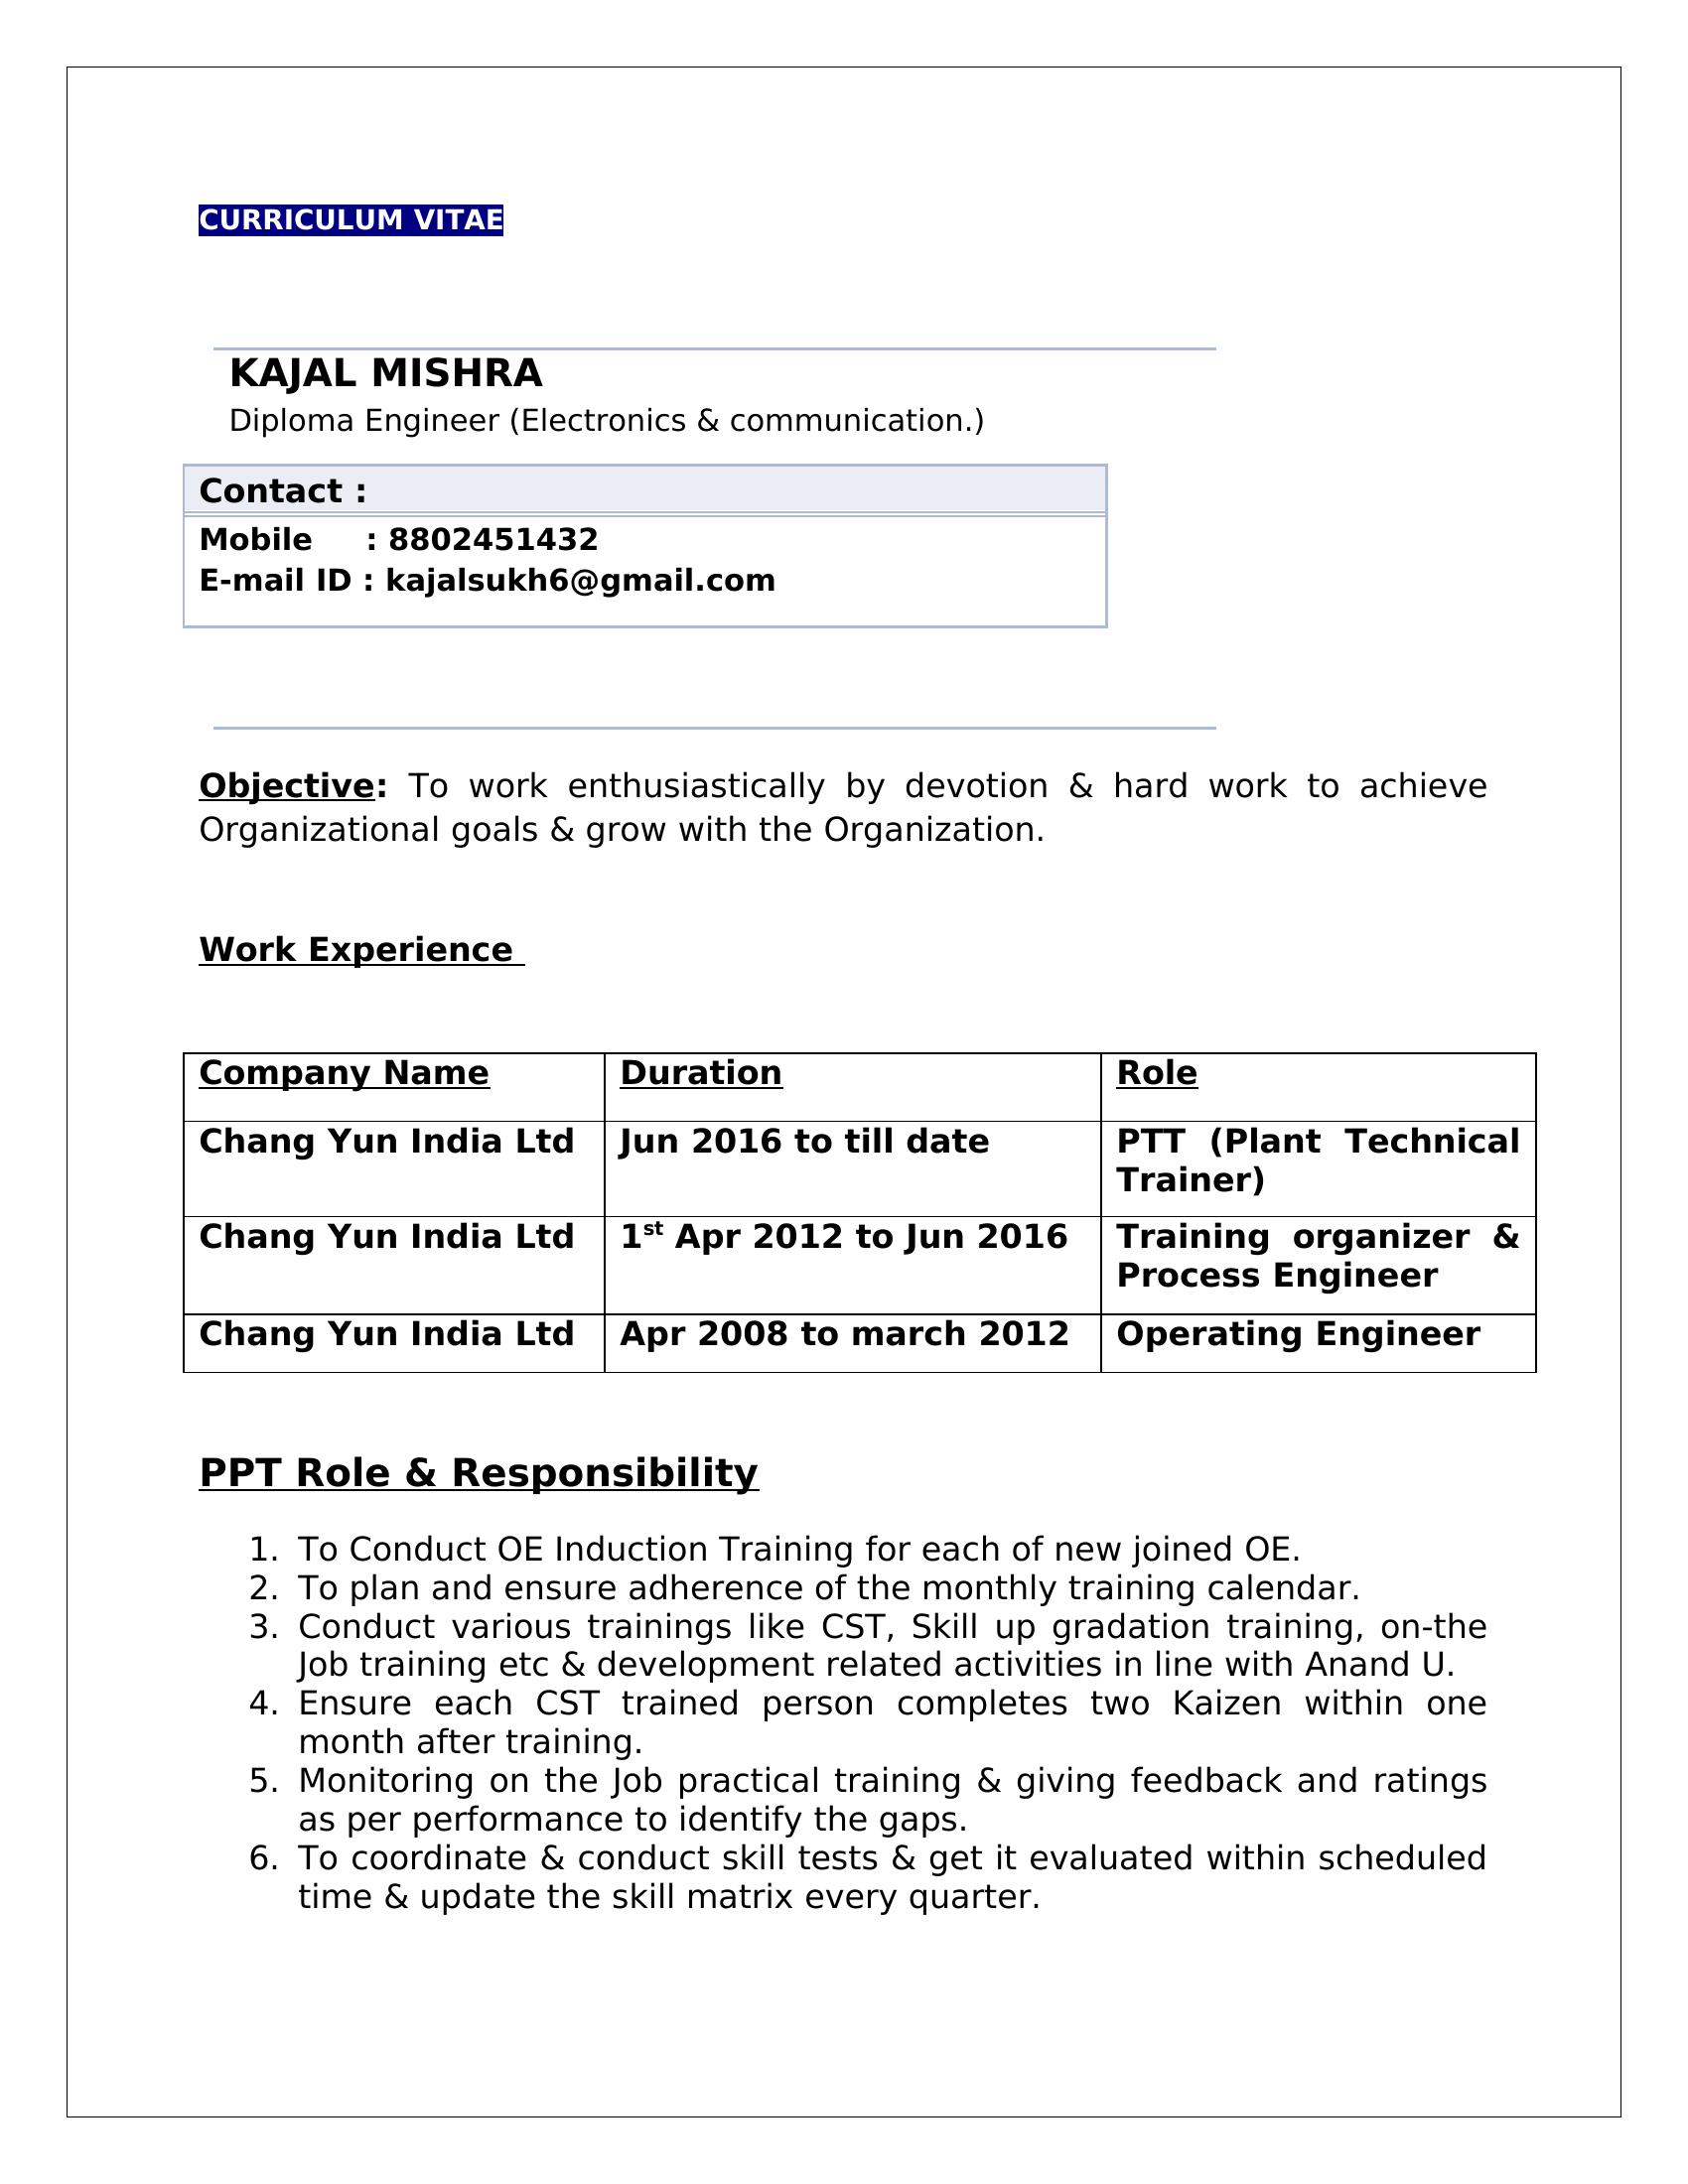 CURRICULUM VITAE
KAJAL MISHRA
Diploma Engineer (Electronics & communication.)
Contact :
Mobile : 8802451432
E-mail ID : kajalsukh6@gmail.com
Objective: To work enthusiastically by devotion & hard work to achieve
Organizational goals & grow with the Organization.
Work Experience
Company Name Duration Role
Chang Yun India Ltd Jun 2016 to till date PTT (Plant Technical
Trainer)
Chang Yun India Ltd 1st Apr 2012 to Jun 2016 Training organizer &
Process Engineer
Chang Yun India Ltd Apr 2008 to march 2012 Operating Engineer
PPT Role & Responsibility
1. To Conduct OE Induction Training for each of new joined OE.
2. To plan and ensure adherence of the monthly training calendar.
3. Conduct various trainings like CST, Skill up gradation training, on-the
Job training etc & development related activities in line with Anand U.
4. Ensure each CST trained person completes two Kaizen within one
month after training.
5. Monitoring on the Job practical training & giving feedback and ratings
as per performance to identify the gaps.
6. To coordinate & conduct skill tests & get it evaluated within scheduled
time & update the skill matrix every quarter.